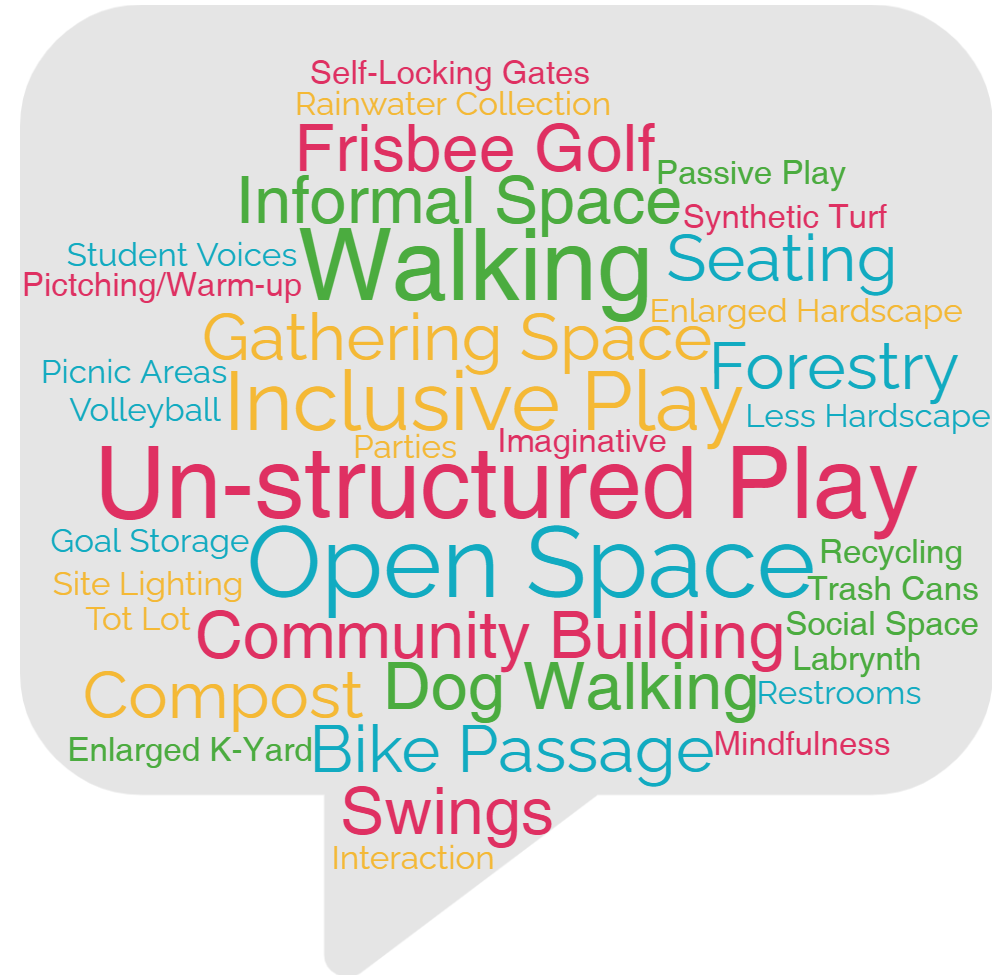 Self-Locking Gates
Rainwater Collection
Frisbee Golf
Passive Play
Informal Space
Synthetic Turf
Student Voices
Walking
Seating
Pictching/Warm-up
Enlarged Hardscape
Gathering Space
Picnic Areas
Forestry
Inclusive Play
Volleyball
Less Hardscape
Parties
Imaginative
Un-structured Play
Goal Storage
Open Space
Recycling
Site Lighting
Trash Cans
Tot Lot
Community Building
Social Space
Labrynth
Compost
Dog Walking
Restrooms
Enlarged K-Yard
Bike Passage
Mindfulness
Swings
Interaction